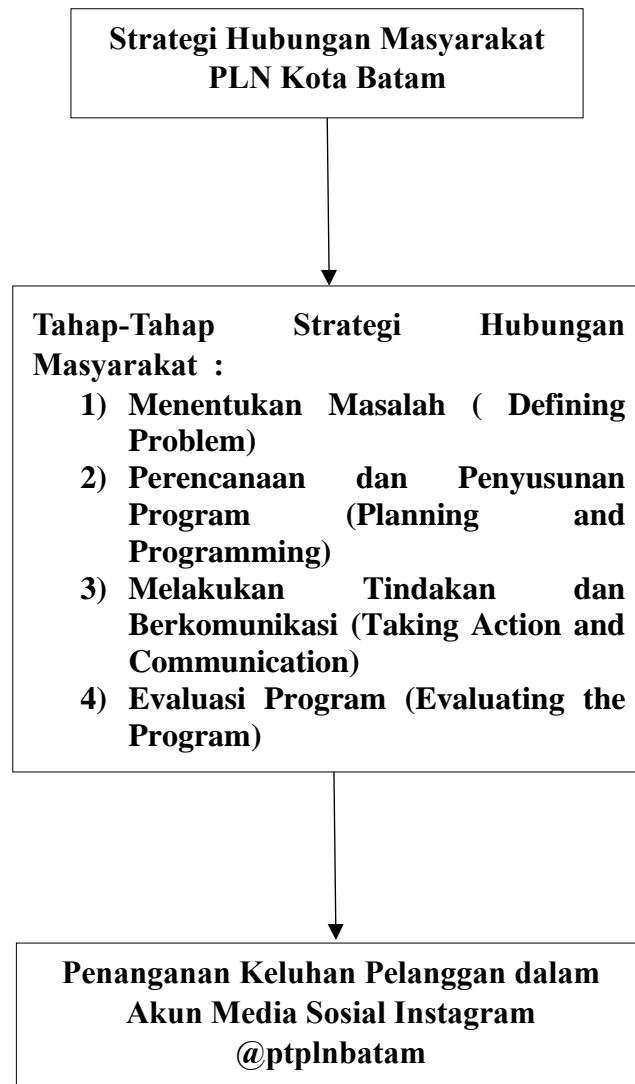 Strategi Hubungan Masyarakat
PLN Kota Batam
Tahap-Tahap Strategi Hubungan
Masyarakat :
1) Menentukan Masalah ( Defining
Problem)
2) Perencanaan dan Penyusunan
Program (Planning and
Programming)
3) Melakukan Tindakan dan
Berkomunikasi (Taking Action and
Communication)
4) Evaluasi Program (Evaluating the
Program)
Penanganan Keluhan Pelanggan dalam
Akun Media Sosial Instagram
@ptplnbatam